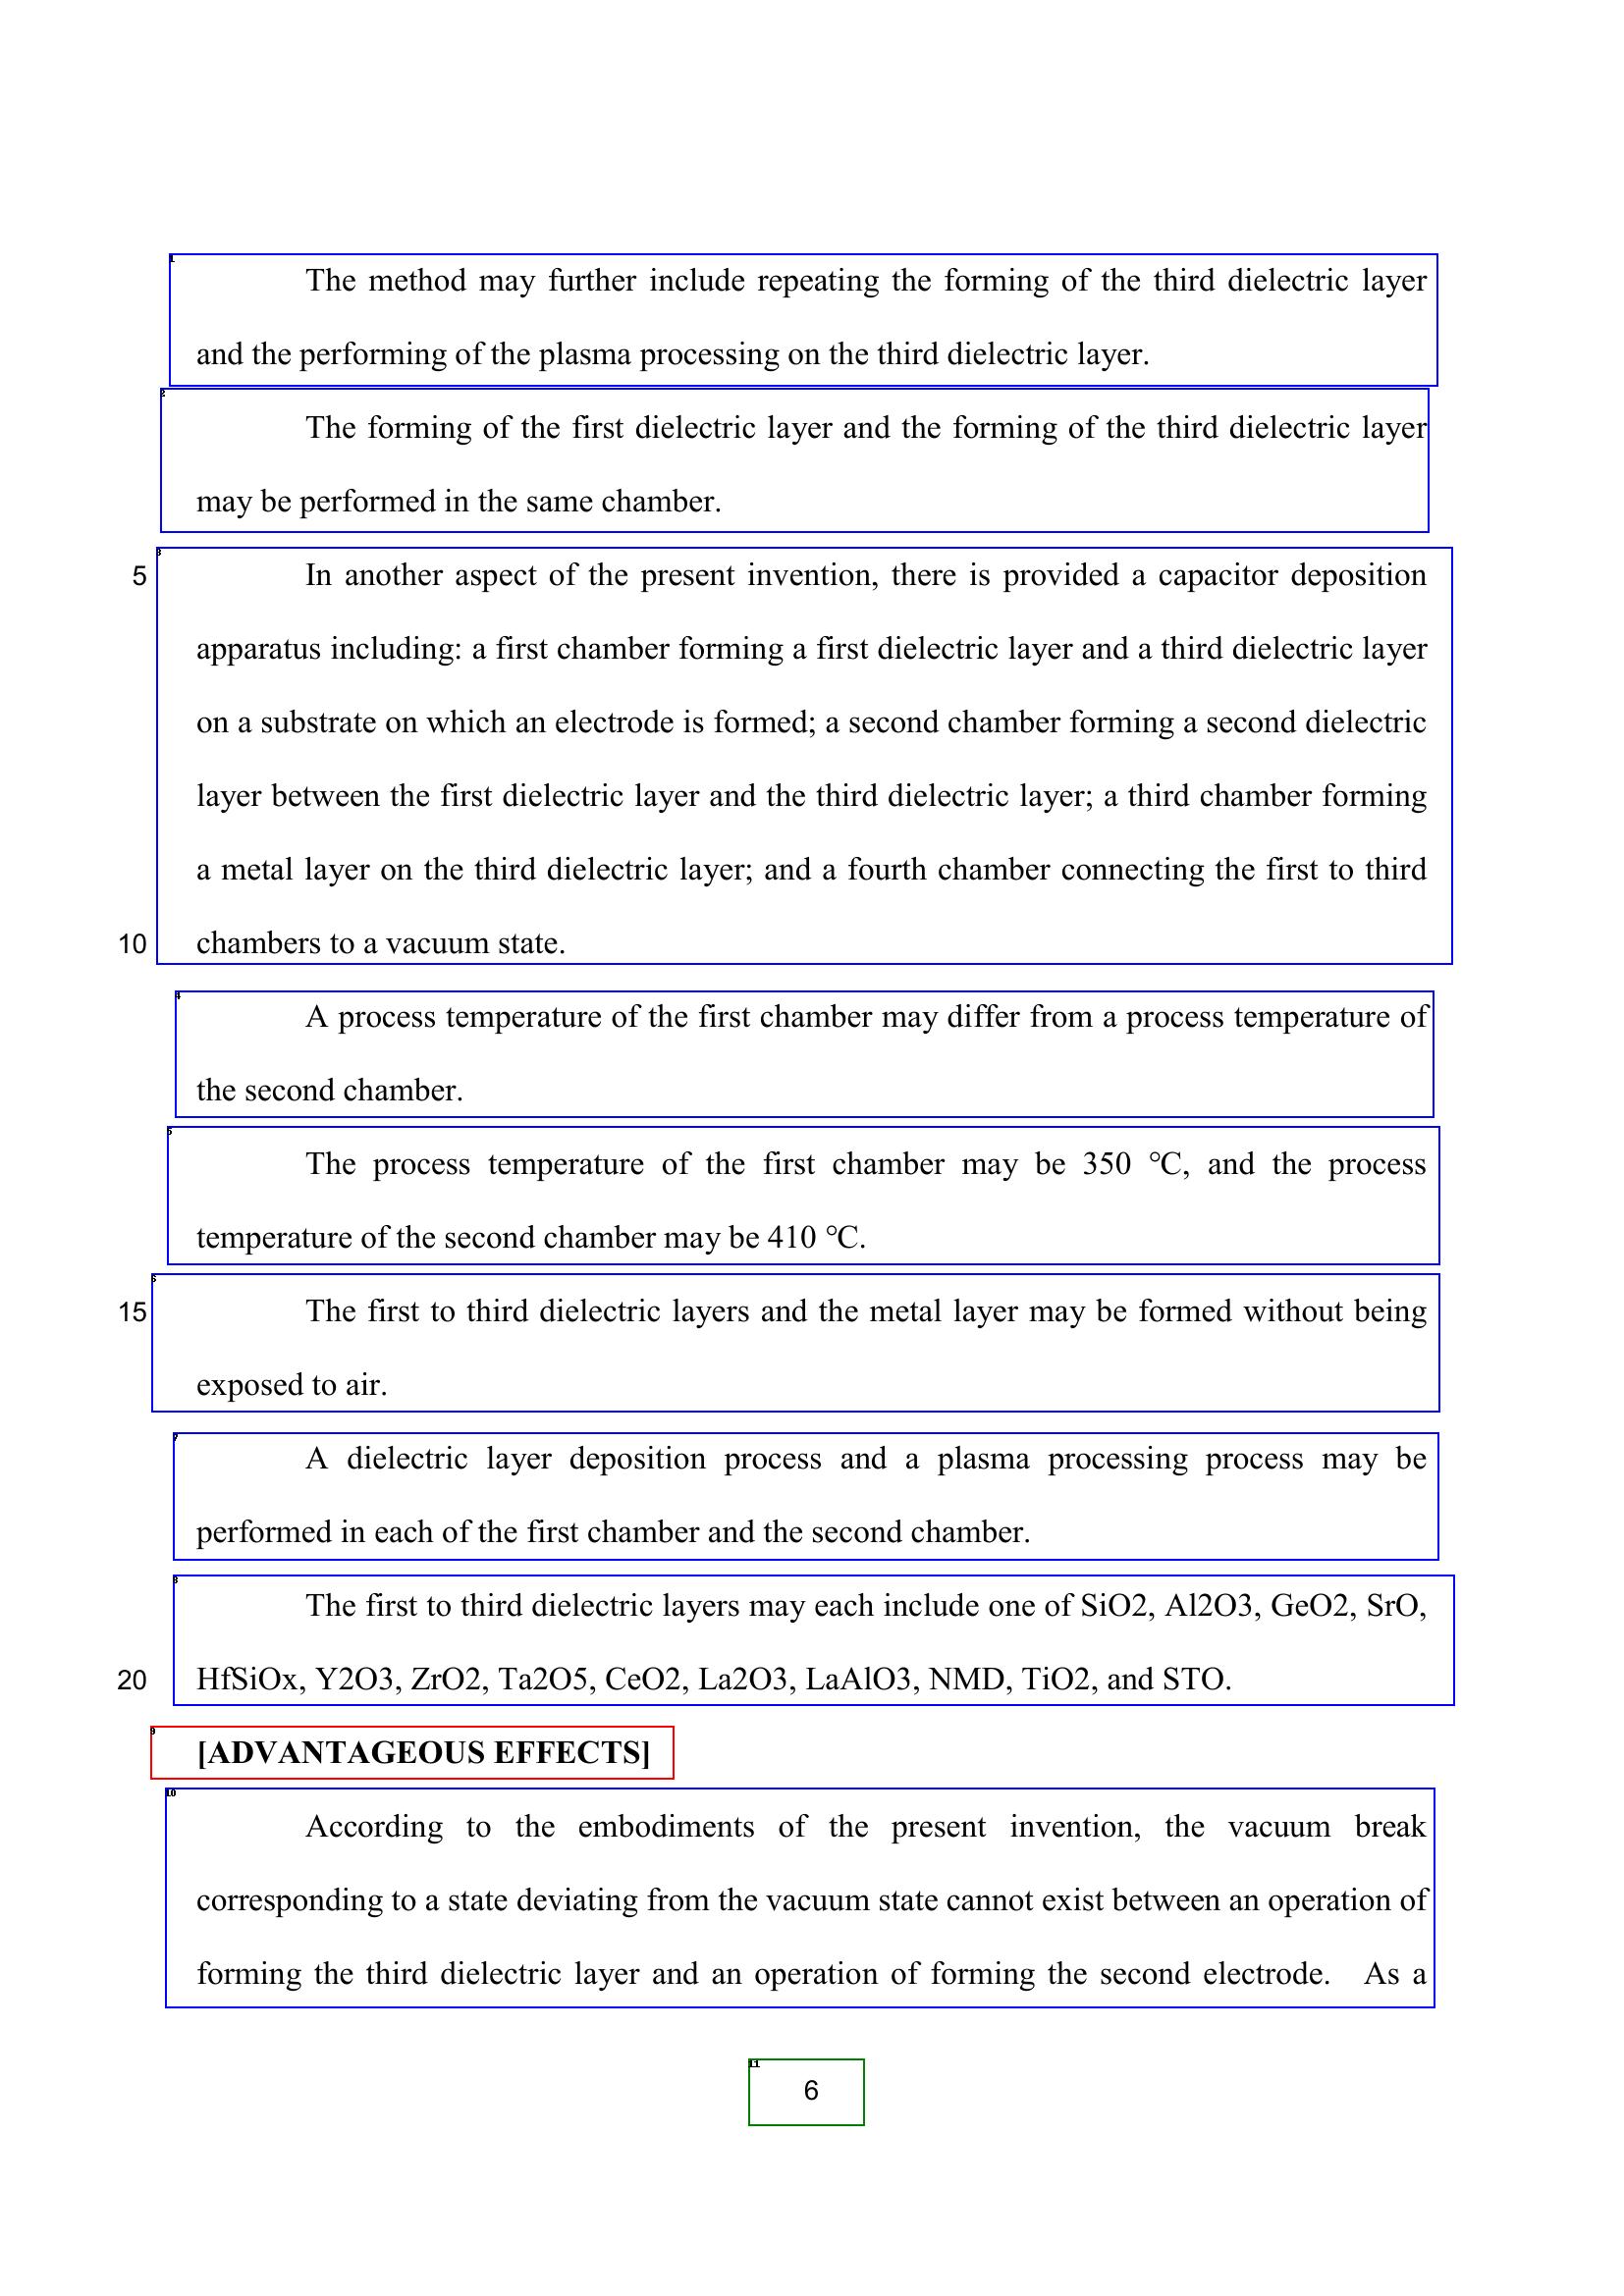 The method may further include repeating the forming of the third dielectric layer
and the performing of the plasma processing on the third dielectric layer.
The forming of the first dielectric layer and the forming of the third dielectric layer
may be performed in the same chamber.
5 In another aspect of the present invention, there is provided a capacitor deposition
apparatus including: a first chamber forming a first dielectric layer and a third dielectric layer
on a substrate on which an electrode is formed; a second chamber forming a second dielectric
layer between the first dielectric layer and the third dielectric layer; a third chamber forming
a metal layer on the third dielectric layer; and a fourth chamber connecting the first to third
10 chambers to a vacuum state.
A process temperature of the first chamber may differ from a process temperature of
the second chamber.
The process temperature of the first chamber may be 350 ℃, and the process
temperature of the second chamber may be 410 ℃.
15 The first to third dielectric layers and the metal layer may be formed without being
exposed to air.
A dielectric layer deposition process and a plasma processing process may be
performed in each of the first chamber and the second chamber.
The first to third dielectric layers may each include one of SiO2, Al2O3, GeO2, SrO,
20 HfSiOx, Y2O3, ZrO2, Ta2O5, CeO2, La2O3, LaAlO3, NMD, TiO2, and STO.
[ADVANTAGEOUS EFFECTS]
According to the embodiments of the present invention, the vacuum break
corresponding to a state deviating from the vacuum state cannot exist between an operation of
forming the third dielectric layer and an operation of forming the second electrode. As a
6